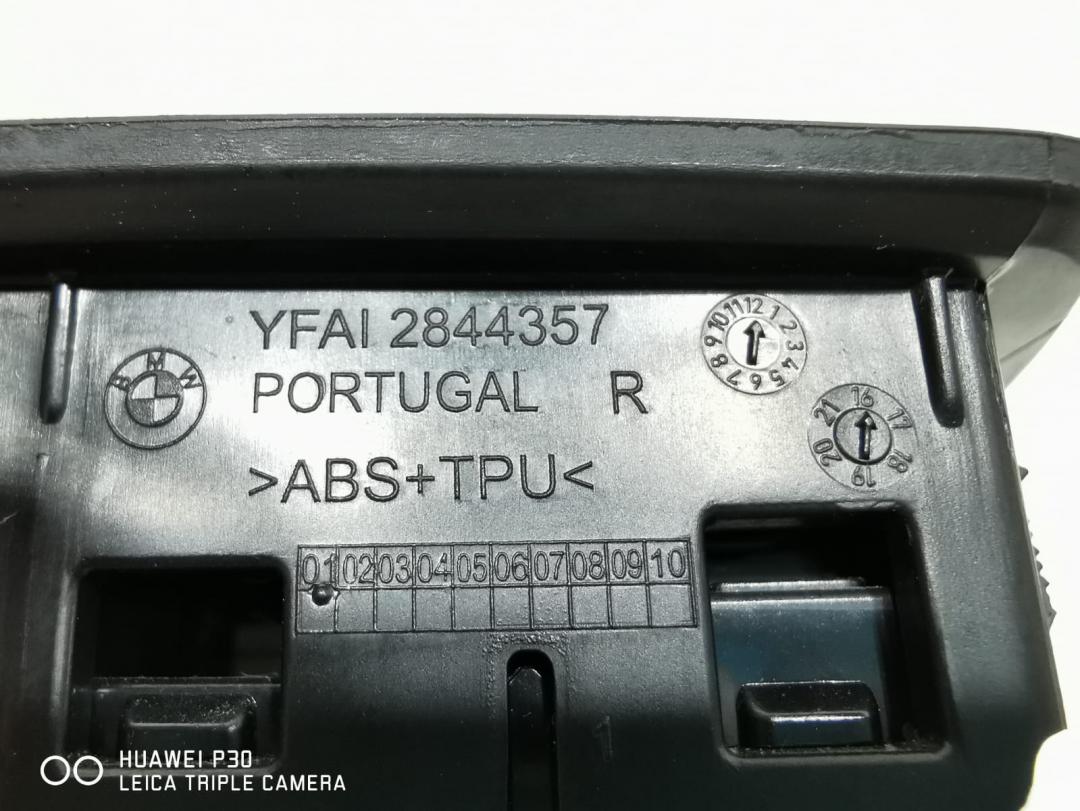 YFAI 2844357
BMW
PORTUGAL R
>ABS+TPU<
10 11 12 1 2 3 4 5 6 7 8 9
16 17 18 19 20 21
01 02 03 04 05 06 07 08 09 10
1
HUAWEI P30
LEICA TRIPLE CAMERA